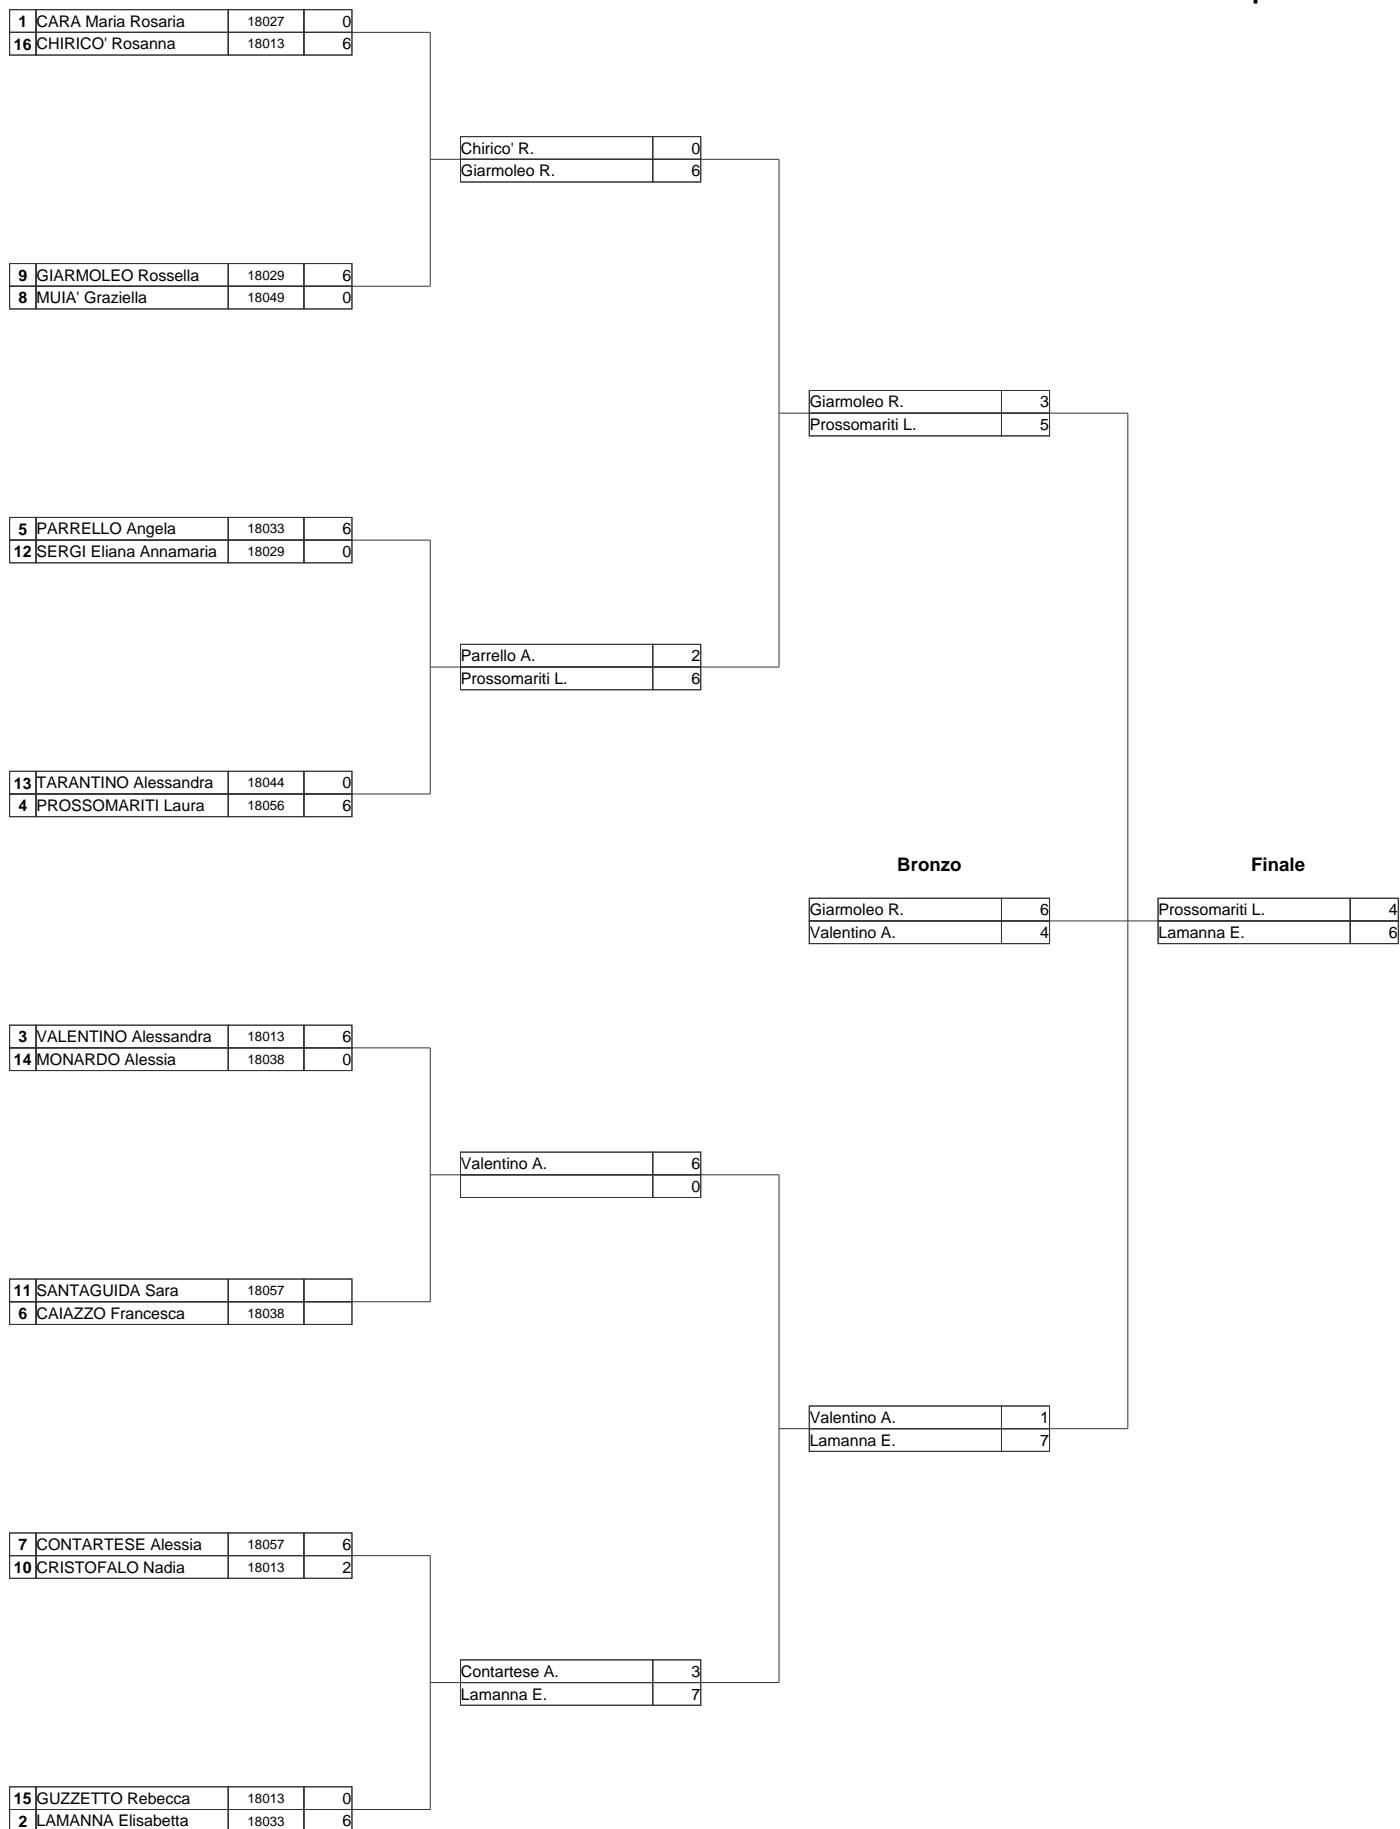 1 CARA Maria Rosaria 18027 0
16 CHIRICO' Rosanna 18013 6
Chirico' R. 0
Giarmoleo R. 6
9 GIARMOLEO Rossella 18029 6
8 MUIA' Graziella 18049 0
Giarmoleo R. 3
Prossomariti L. 5
5 PARRELLO Angela 18033 6
12 SERGI Eliana Annamaria 18029 0
Parrello A. 2
Prossomariti L. 6
13 TARANTINO Alessandra 18044 0
4 PROSSOMARITI Laura 18056 6
Bronzo Finale
Giarmoleo R. 6 Prossomariti L. 4
Valentino A. 4 Lamanna E. 6
3 VALENTINO Alessandra 18013 6
14 MONARDO Alessia 18038 0
Valentino A. 6
0
11 SANTAGUIDA Sara 18057
6 CAIAZZO Francesca 18038
Valentino A. 1
Lamanna E. 7
7 CONTARTESE Alessia 18057 6
10 CRISTOFALO Nadia 18013 2
Contartese A. 3
Lamanna E. 7
15 GUZZETTO Rebecca 18013 0
2 LAMANNA Elisabetta 18033 6